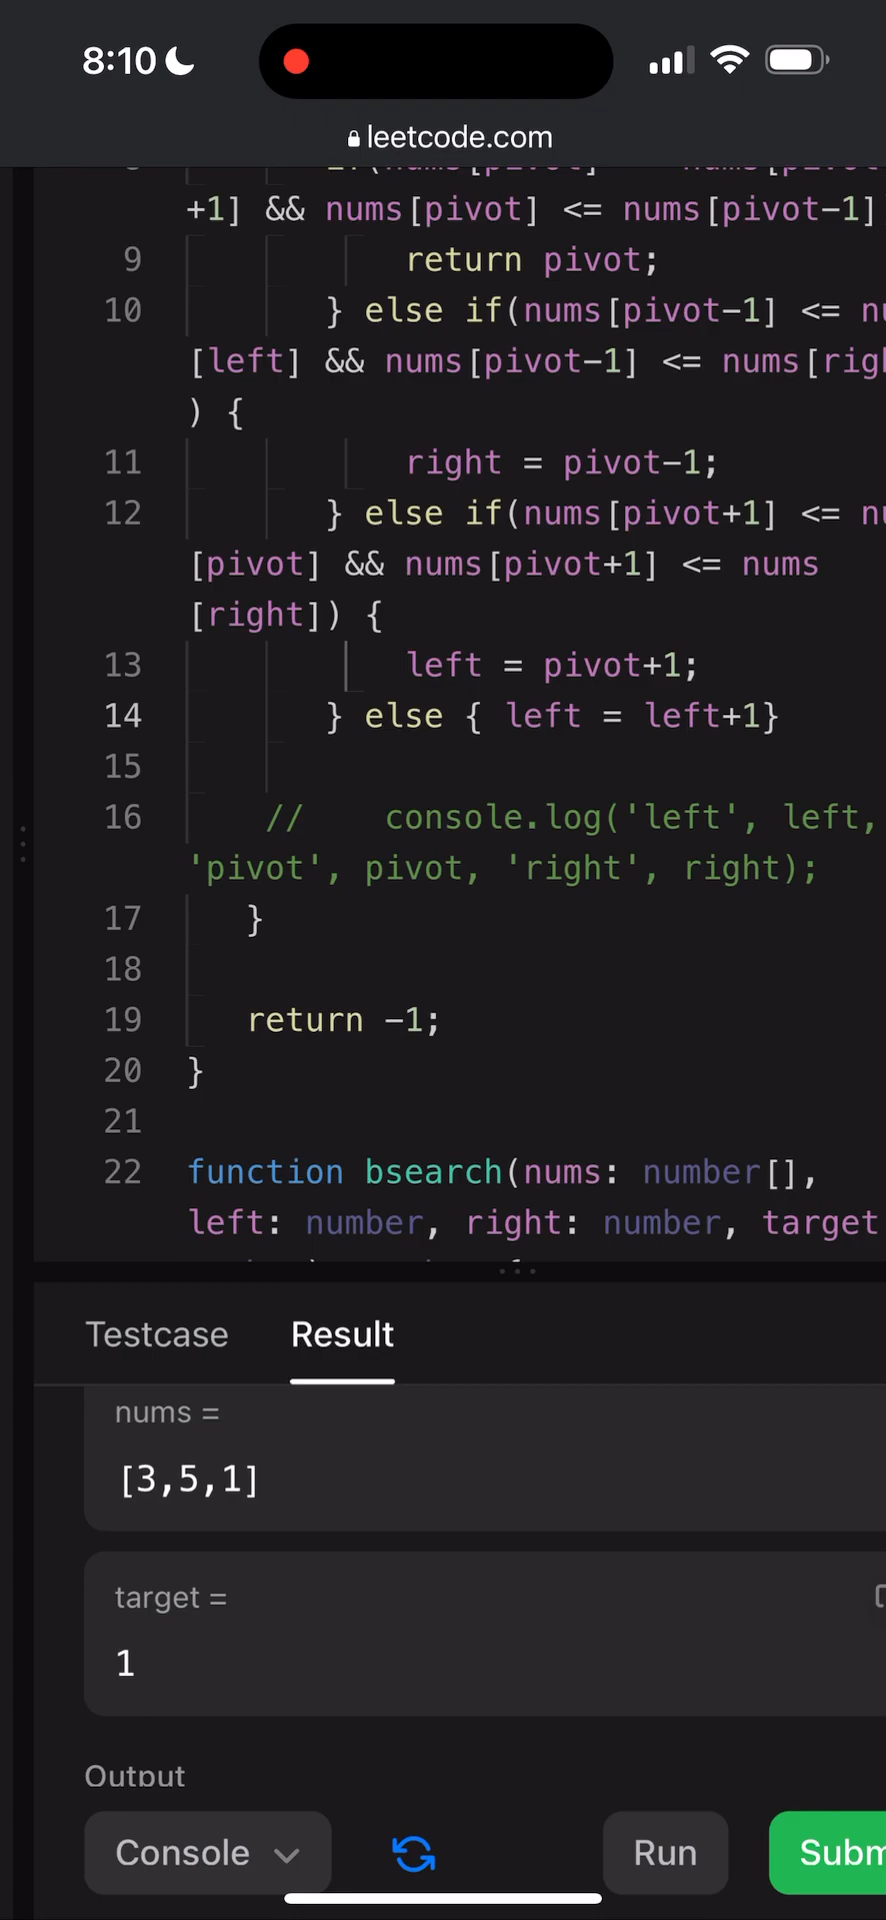 8:10
leetcode.com
+1] && nums[pivot] <= nums[pivot-1]
9 return pivot;
10 } else if(nums[pivot-1] <=
[left] && nums[pivot-1] <= nums[
) {
11 right = pivot-1;
12 } else if(nums[pivot+1] <=
[pivot] && nums[pivot+1] <= nums
[right]) {
13 left = pivot+1;
14 } else { left = left+1}
15
16 // console.log('left', left,
'pivot', pivot, 'right', right);
17 }
18
19 return -1;
20 }
21
22 function bsearch(nums: number[],
left: number, right: number, target
Testcase Result
nums =
[3,5,1]
target =
1
Output
Console Run